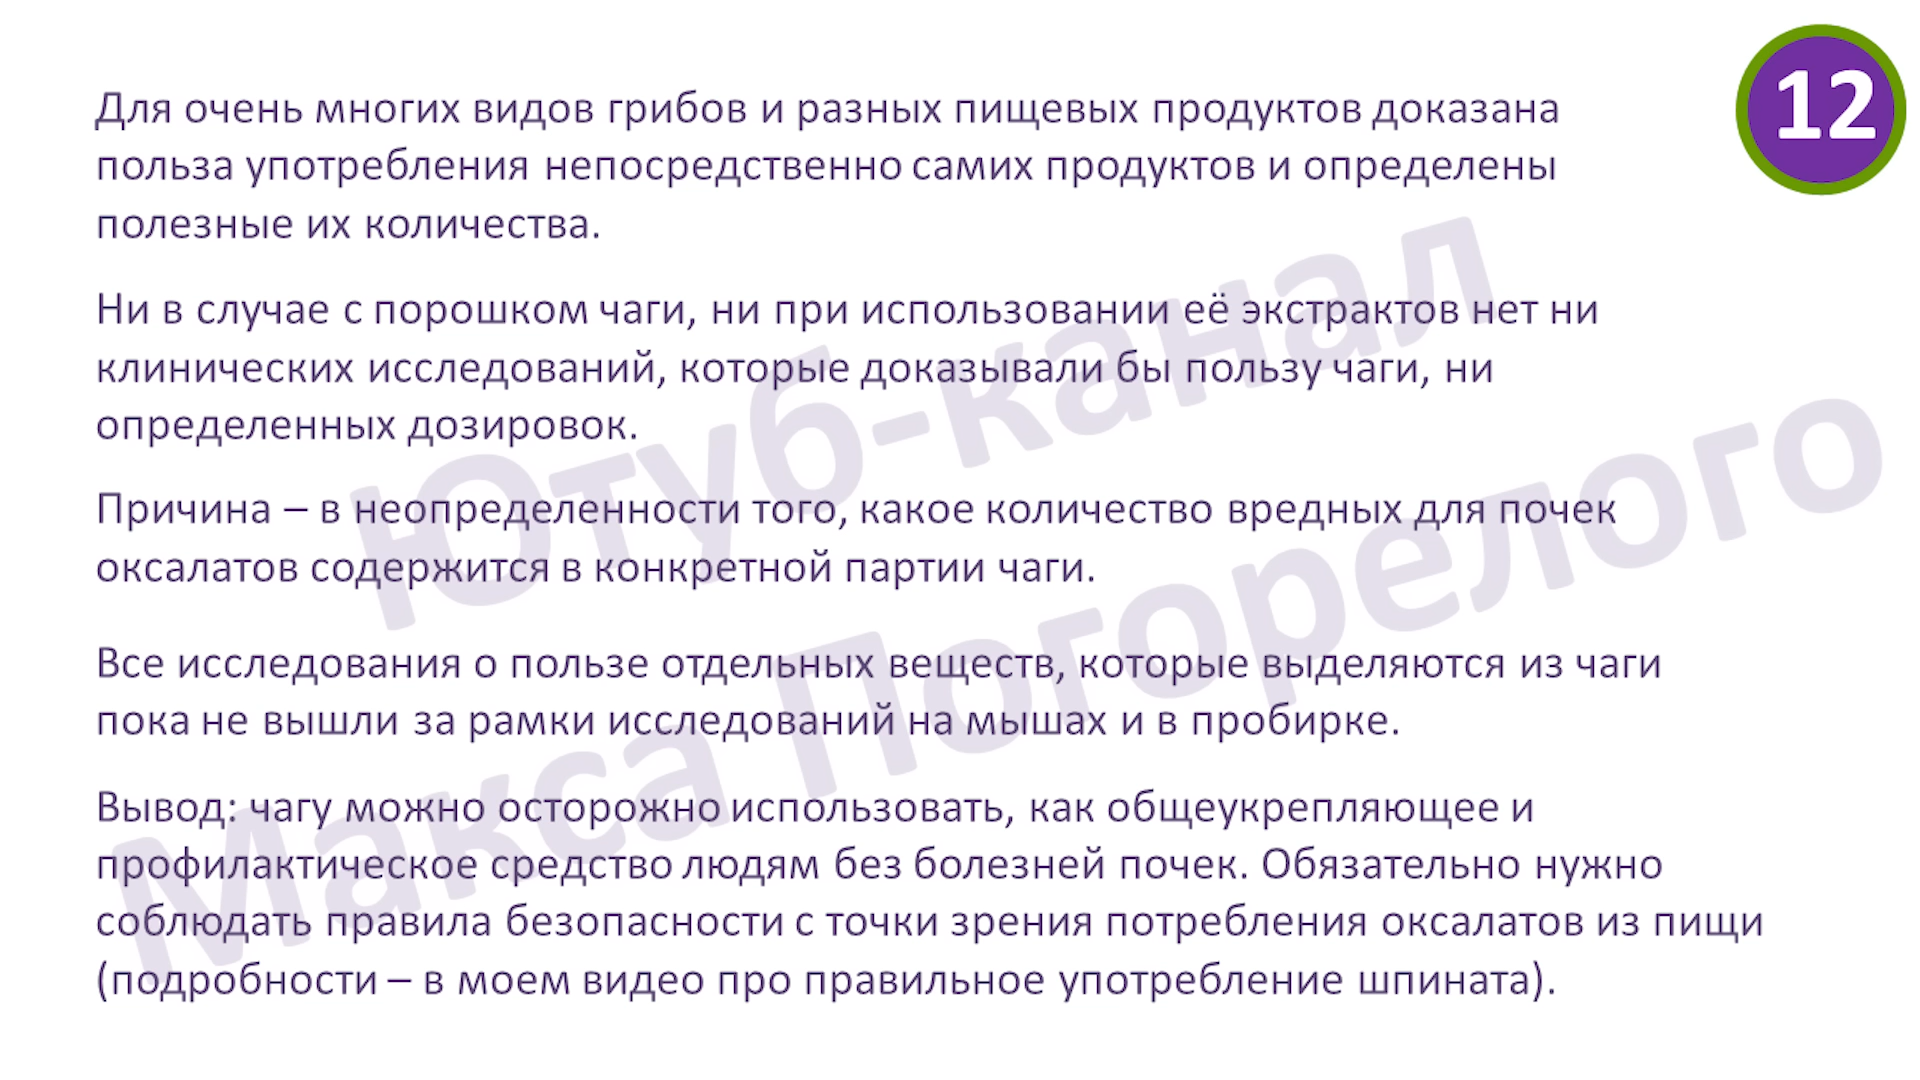 12
Для очень многих видов грибов и разных пищевых продуктов доказана
польза употребления непосредственно самих продуктов и определены
полезные их количества.
Ни в случае с порошком чаги, ни при использовании её экстрактов нет ни
клинических исследований, которые доказывали бы пользу чаги, ни
определенных дозировок.
Причина – в неопределенности того, какое количество вредных для почек
оксалатов содержится в конкретной партии чаги.
Все исследования о пользе отдельных веществ, которые выделяются из чаги
пока не вышли за рамки исследований на мышах и в пробирке.
Вывод: чагу можно осторожно использовать, как общеукрепляющее и
профилактическое средство людям без болезней почек. Обязательно нужно
соблюдать правила безопасности с точки зрения потребления оксалатов из пищи
(подробности – в моем видео про правильное употребление шпината).
Ютуб-канал
Макса Погорелого